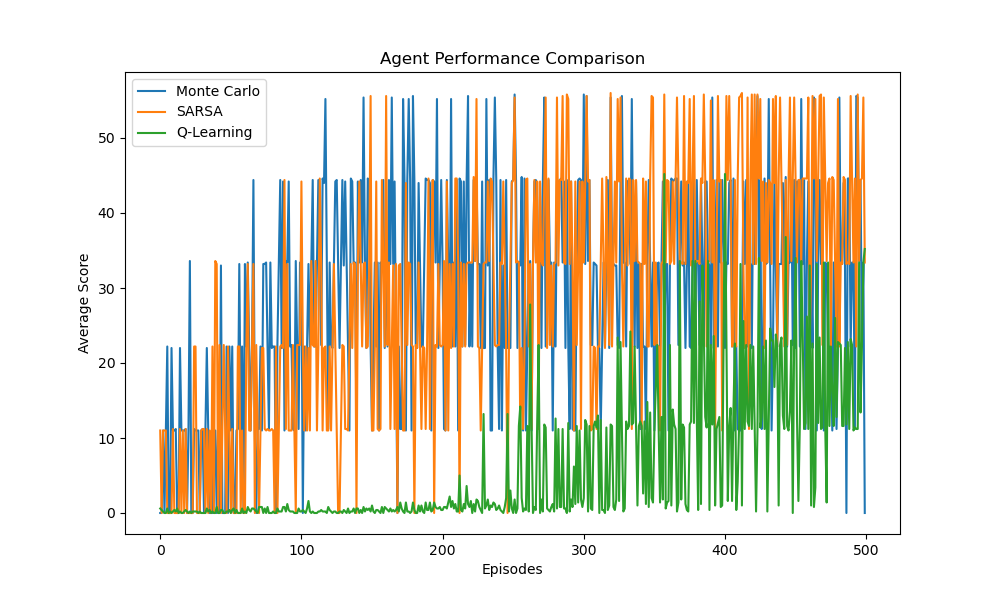 Agent Performance Comparison
Monte Carlo
SARSA
Q-Learning
Average Score
50
40
30
20
10
0
0 100 200 300 400 500
Episodes